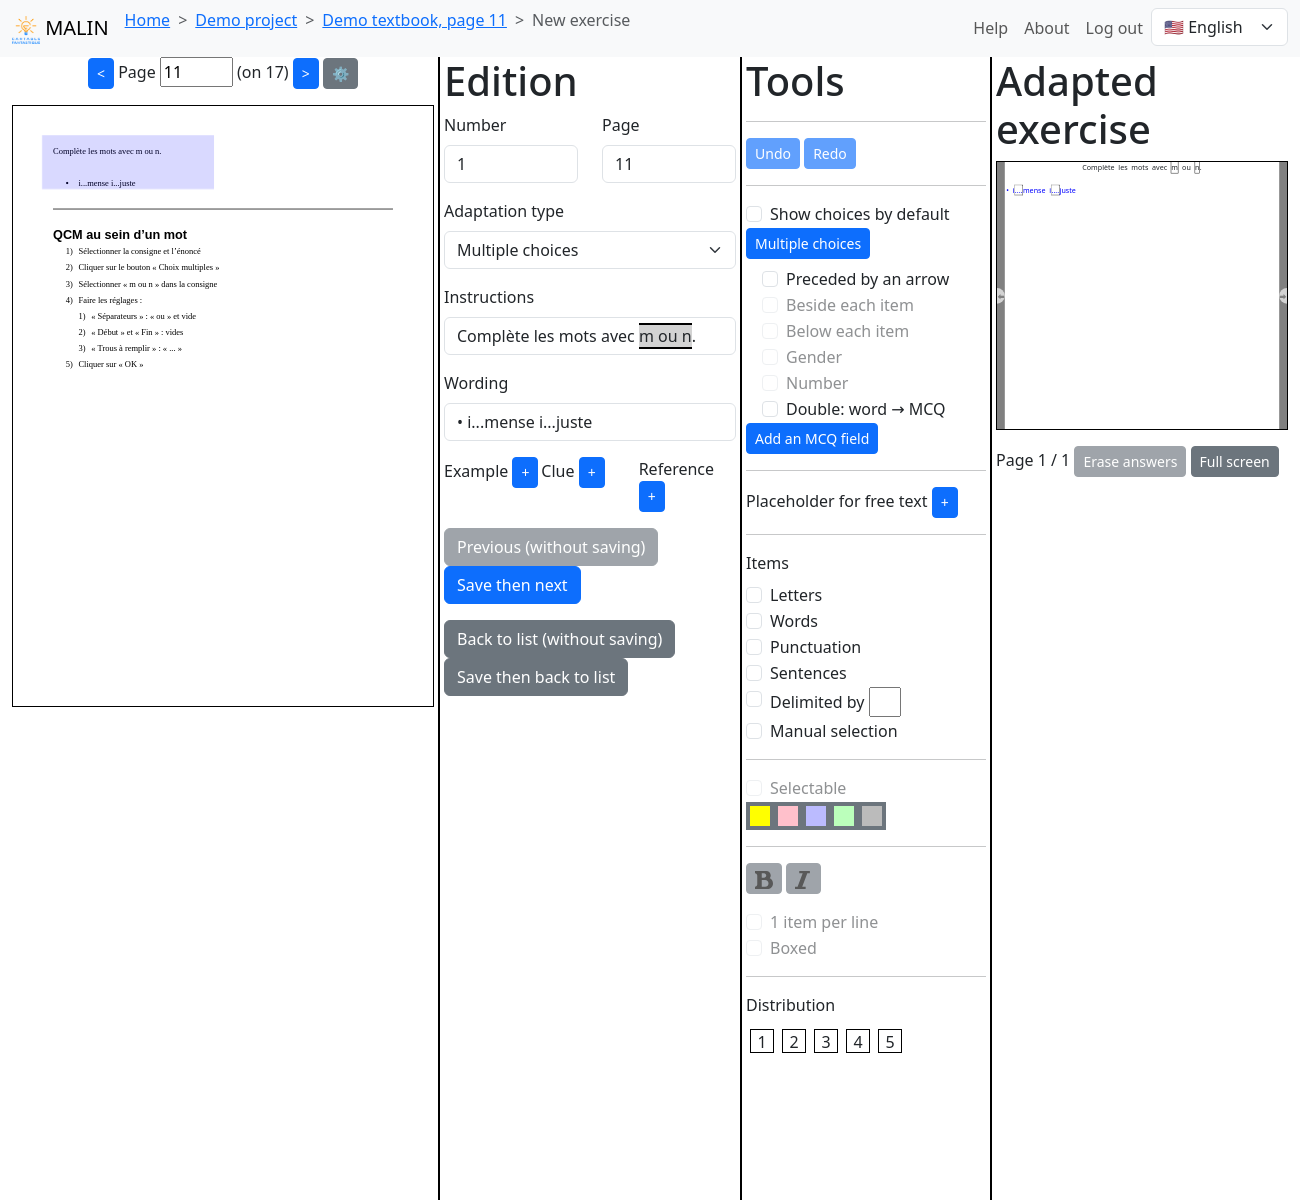 MALIN
Home > Demo project > Demo textbook, page 11 > New exercise
Help About Log out 🇺🇸 English
< Page 11 (on 17) > ⚙️
Complète les mots avec m ou n.
• i...mense i...juste
QCM au sein d’un mot
1) Sélectionner la consigne et l’énoncé
2) Cliquer sur le bouton « Choix multiples »
3) Sélectionner « m ou n » dans la consigne
4) Faire les réglages :
1) « Séparateurs » : « ou » et vide
2) « Début » et « Fin » : vides
3) « Trous à remplir » : « ... »
5) Cliquer sur « OK »
Edition
Number Page
1 11
Adaptation type
Multiple choices
Instructions
Complète les mots avec m ou n.
Wording
• i...mense i...juste
Example + Clue + Reference
+
Previous (without saving)
Save then next
Back to list (without saving)
Save then back to list
Tools
Undo Redo
Show choices by default
Multiple choices
Preceded by an arrow
Beside each item
Below each item
Gender
Number
Double: word → MCQ
Add an MCQ field
Placeholder for free text +
Items
Letters
Words
Punctuation
Sentences
Delimited by
Manual selection
Selectable
B I
1 item per line
Boxed
Distribution
1 2 3 4 5
Adapted
exercise
Complète les mots avec m ou n.
• i...mense i...juste
Page 1 / 1 Erase answers Full screen